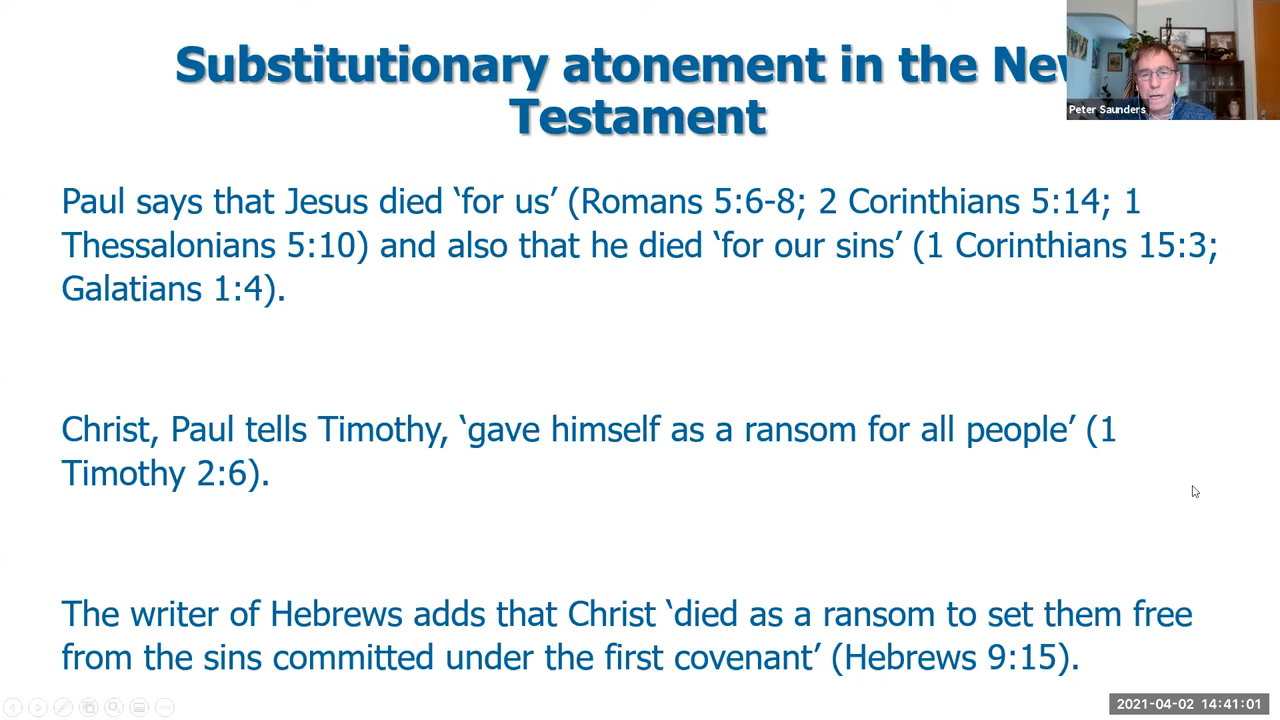 Substitutionary atonement in the New
Testament
Peter Saunders
Paul says that Jesus died ‘for us’ (Romans 5:6-8; 2 Corinthians 5:14; 1
Thessalonians 5:10) and also that he died ‘for our sins’ (1 Corinthians 15:3;
Galatians 1:4).
Christ, Paul tells Timothy, ‘gave himself as a ransom for all people’ (1
Timothy 2:6).
The writer of Hebrews adds that Christ ‘died as a ransom to set them free
from the sins committed under the first covenant’ (Hebrews 9:15).
2021-04-02 14:41:01